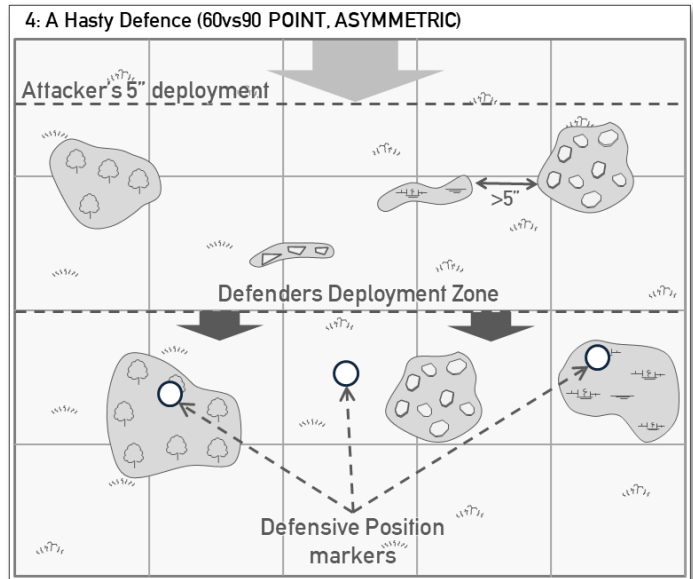 4: A Hasty Defence (60vs90 POINT, ASYMMETRIC)
Attacker's 5" deployment
>5"
Defenders Deployment Zone
Defensive Position
markers